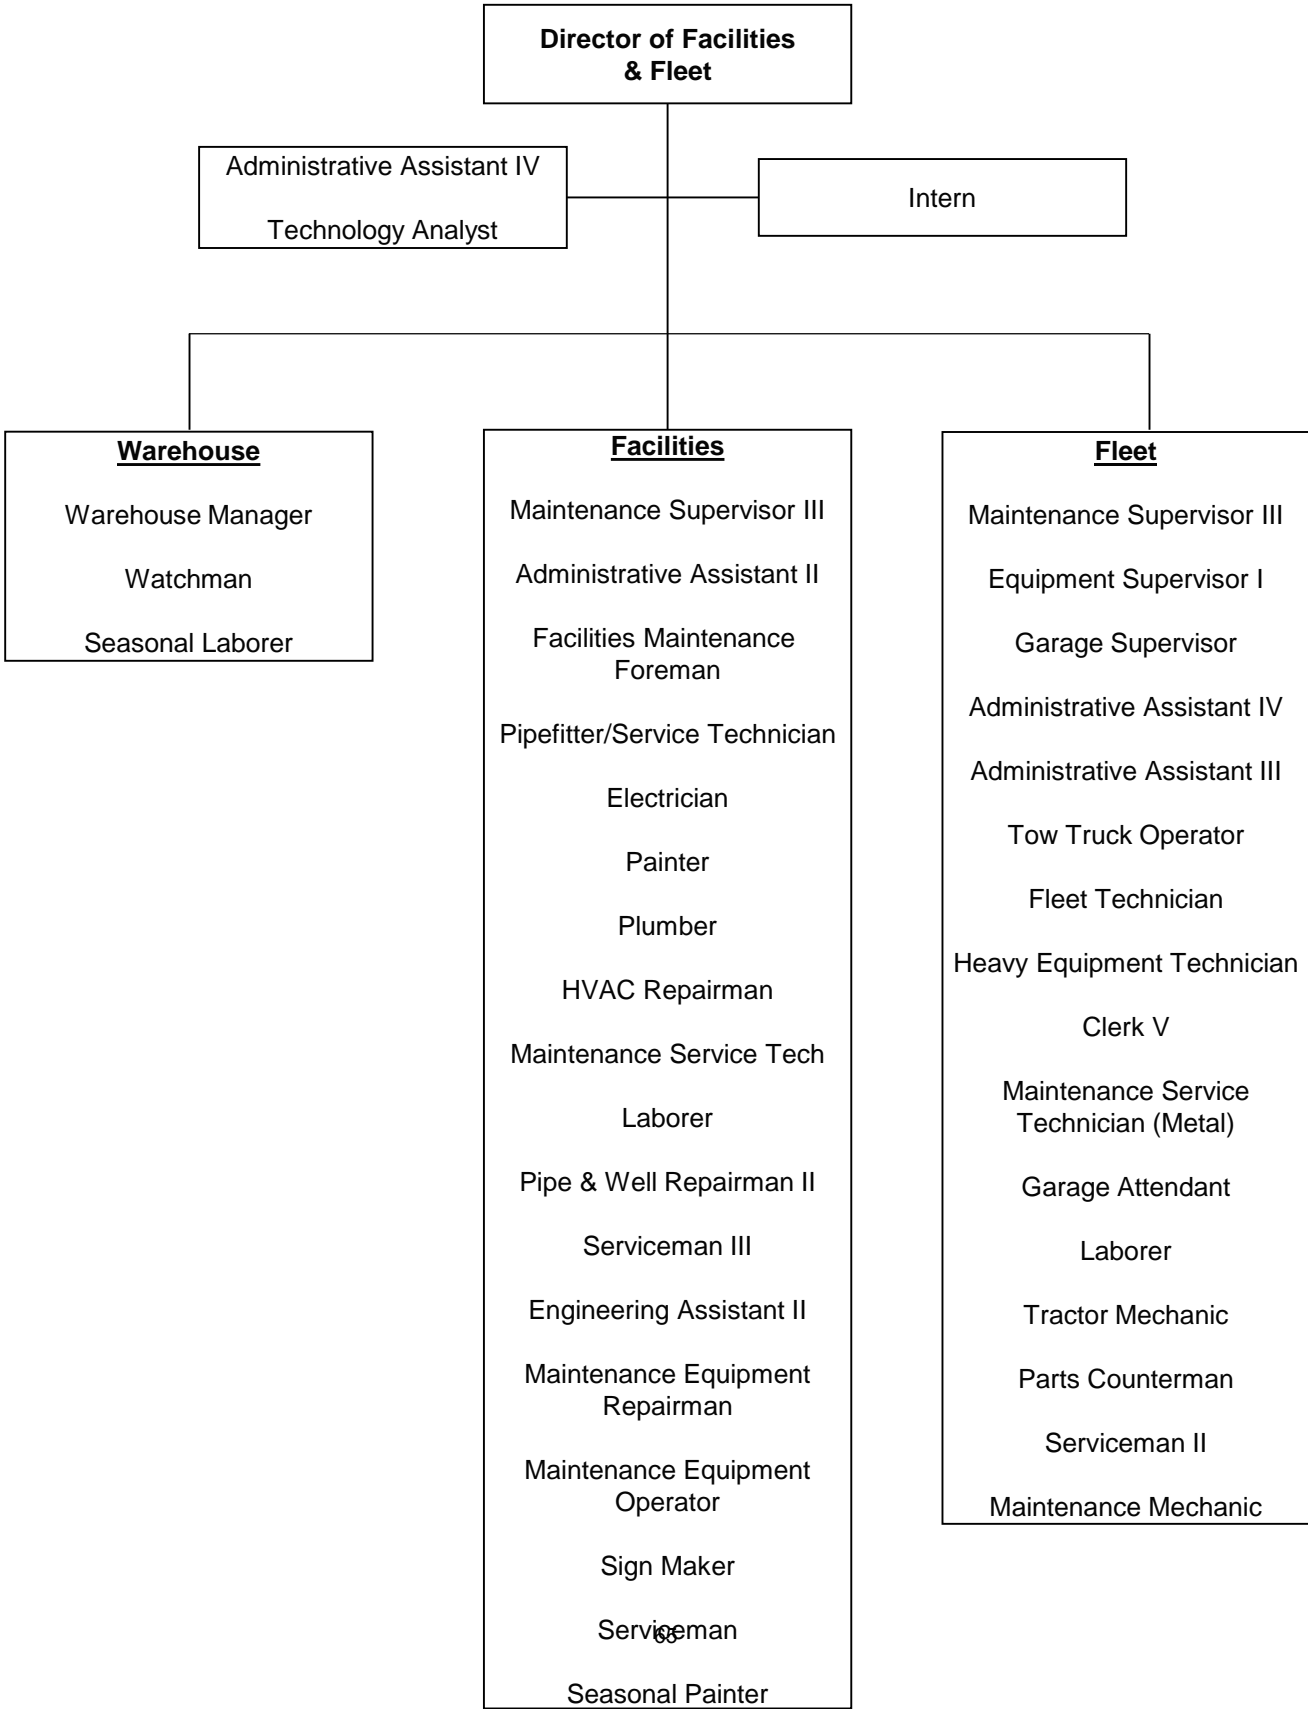 Director of Facilities
& Fleet
Administrative Assistant IV
Technology Analyst
Intern
Warehouse
Warehouse Manager
Watchman
Seasonal Laborer
Facilities
Maintenance Supervisor III
Administrative Assistant II
Facilities Maintenance
Foreman
Pipefitter/Service Technician
Electrician
Painter
Plumber
HVAC Repairman
Maintenance Service Tech
Laborer
Pipe & Well Repairman II
Serviceman III
Engineering Assistant II
Maintenance Equipment
Repairman
Maintenance Equipment
Operator
Sign Maker
Serviceman
65
Seasonal Painter
Fleet
Maintenance Supervisor III
Equipment Supervisor I
Garage Supervisor
Administrative Assistant IV
Administrative Assistant III
Tow Truck Operator
Fleet Technician
Heavy Equipment Technician
Clerk V
Maintenance Service
Technician (Metal)
Garage Attendant
Laborer
Tractor Mechanic
Parts Counterman
Serviceman II
Maintenance Mechanic